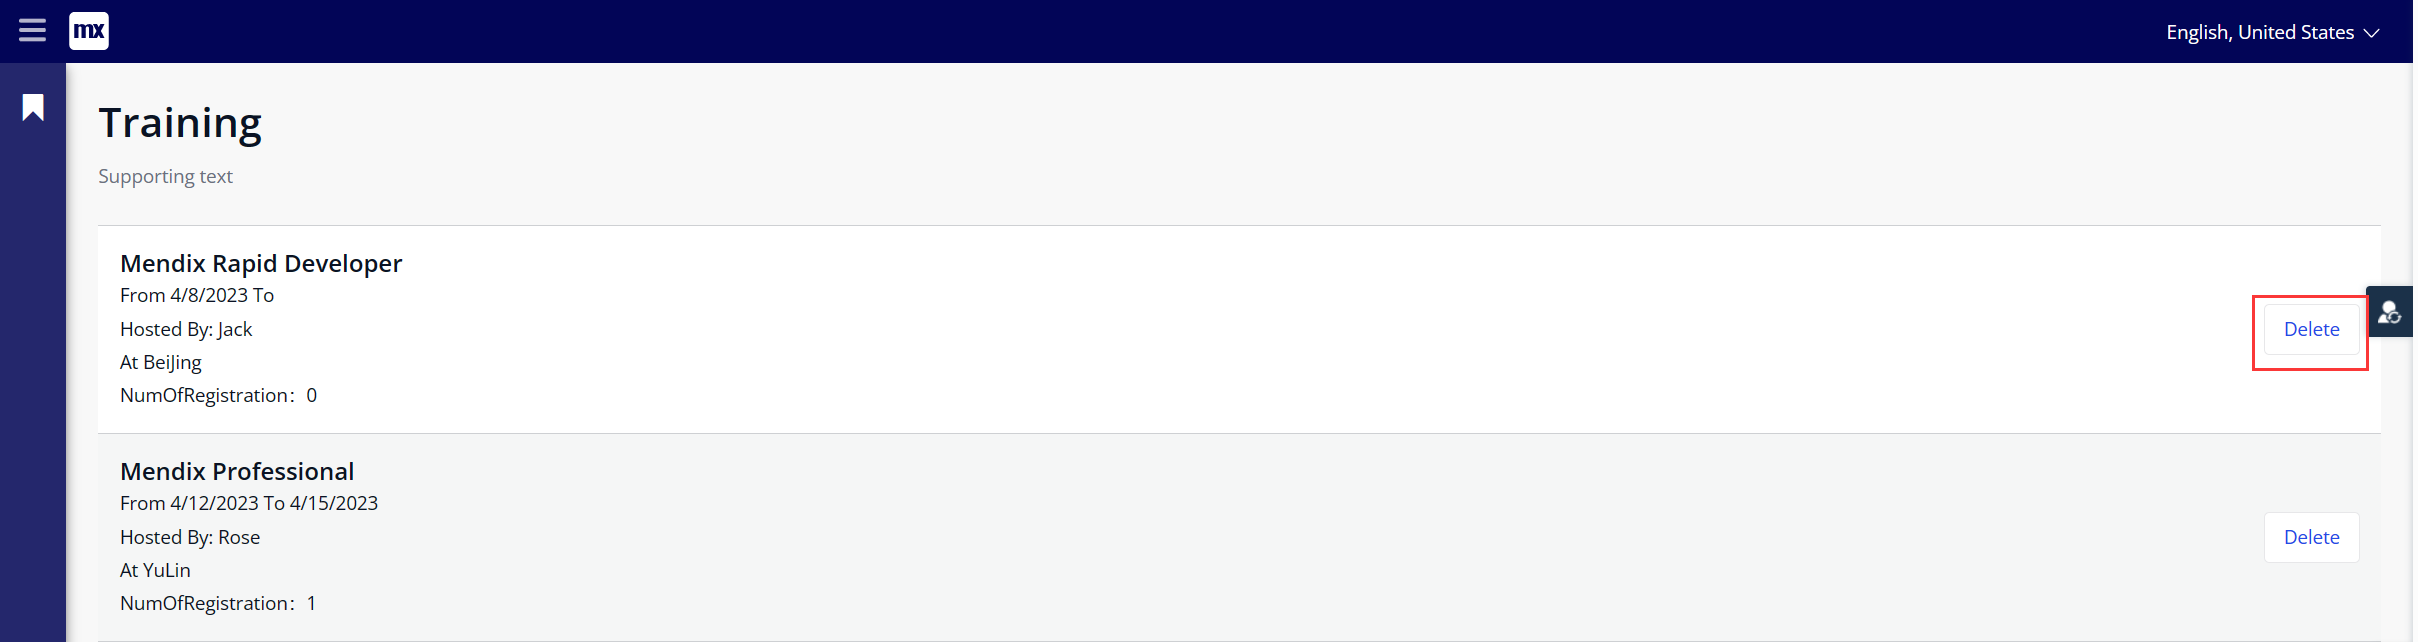 mx
English, United States
Training
Supporting text
Mendix Rapid Developer
From 4/8/2023 To
Hosted By: Jack
At BeiJing
NumOfRegistration： 0
Delete
Mendix Professional
From 4/12/2023 To 4/15/2023
Hosted By: Rose
At YuLin
NumOfRegistration： 1
Delete